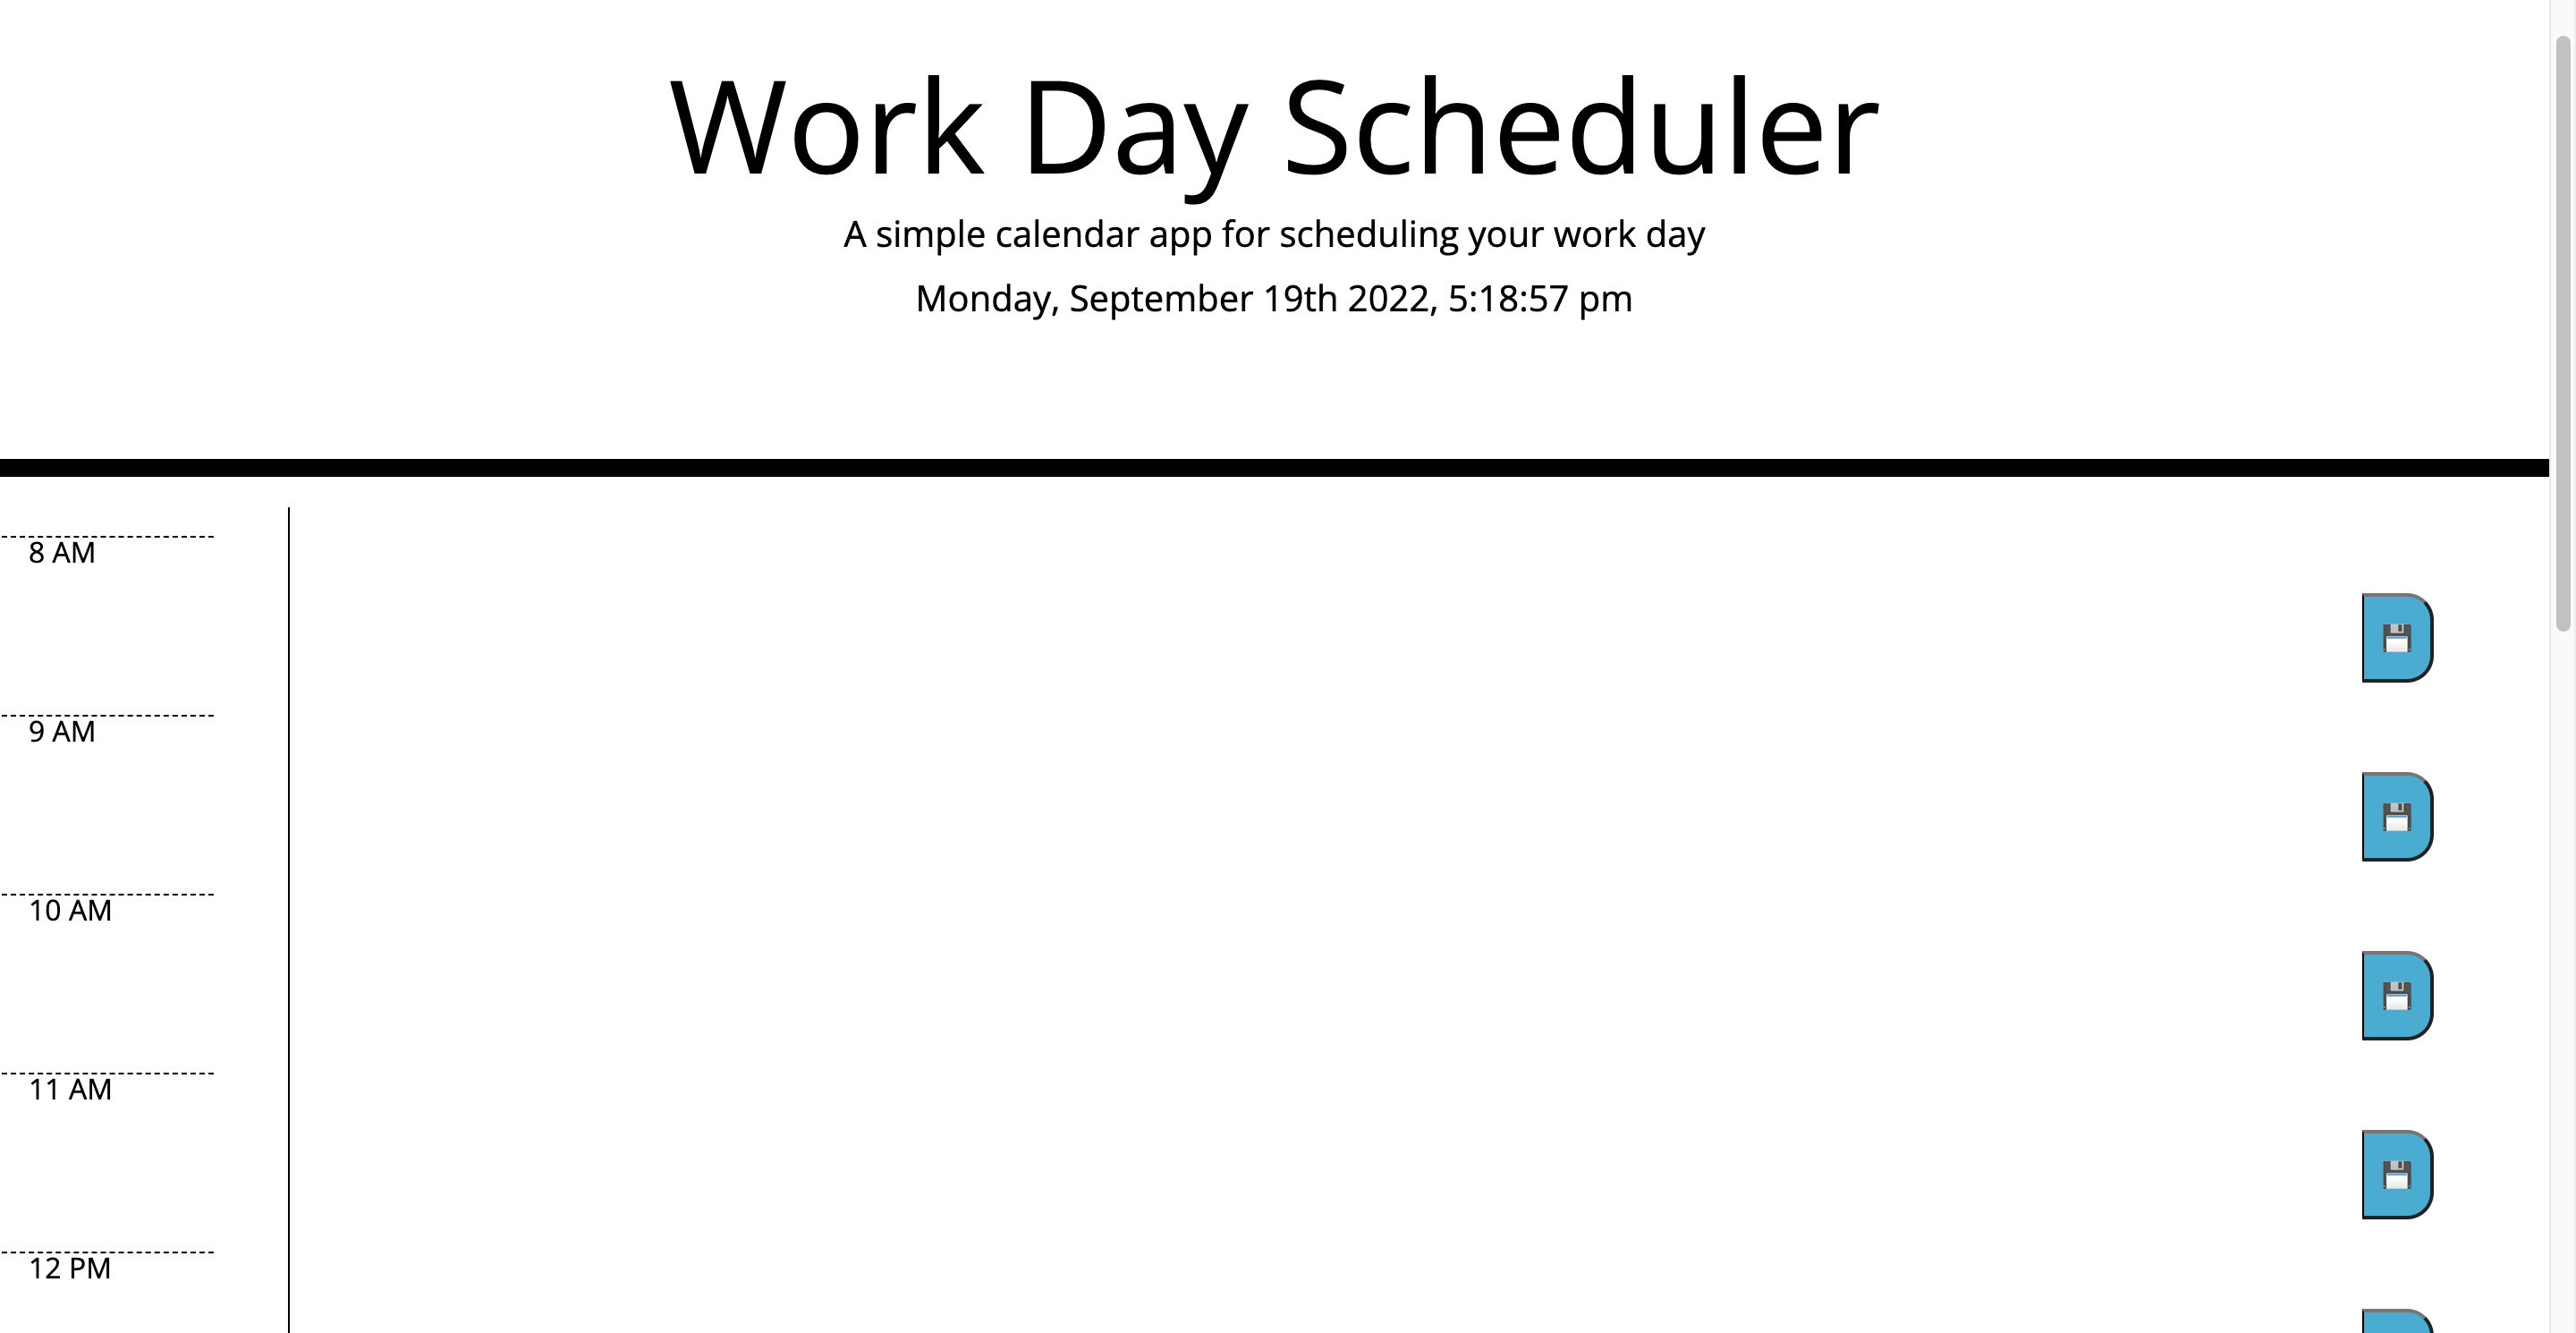 Work Day Scheduler
A simple calendar app for scheduling your work day
Monday, September 19th 2022, 5:18:57 pm
8 AM
9 AM
10 AM
11 AM
12 PM